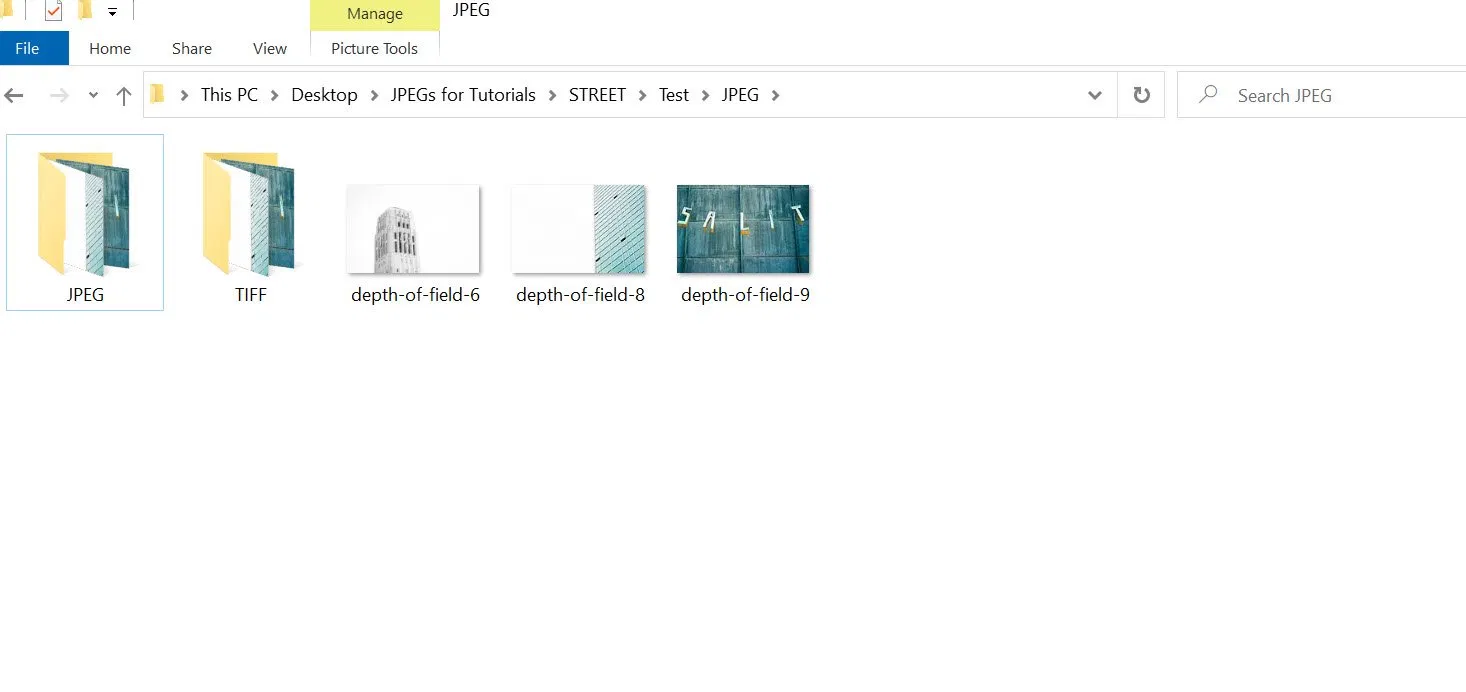 Manage JPEG
File Home Share View Picture Tools
This PC Desktop JPEGs for Tutorials STREET Test JPEG Search JPEG
SALIT
JPEG TIFF depth-of-field-6 depth-of-field-8 depth-of-field-9